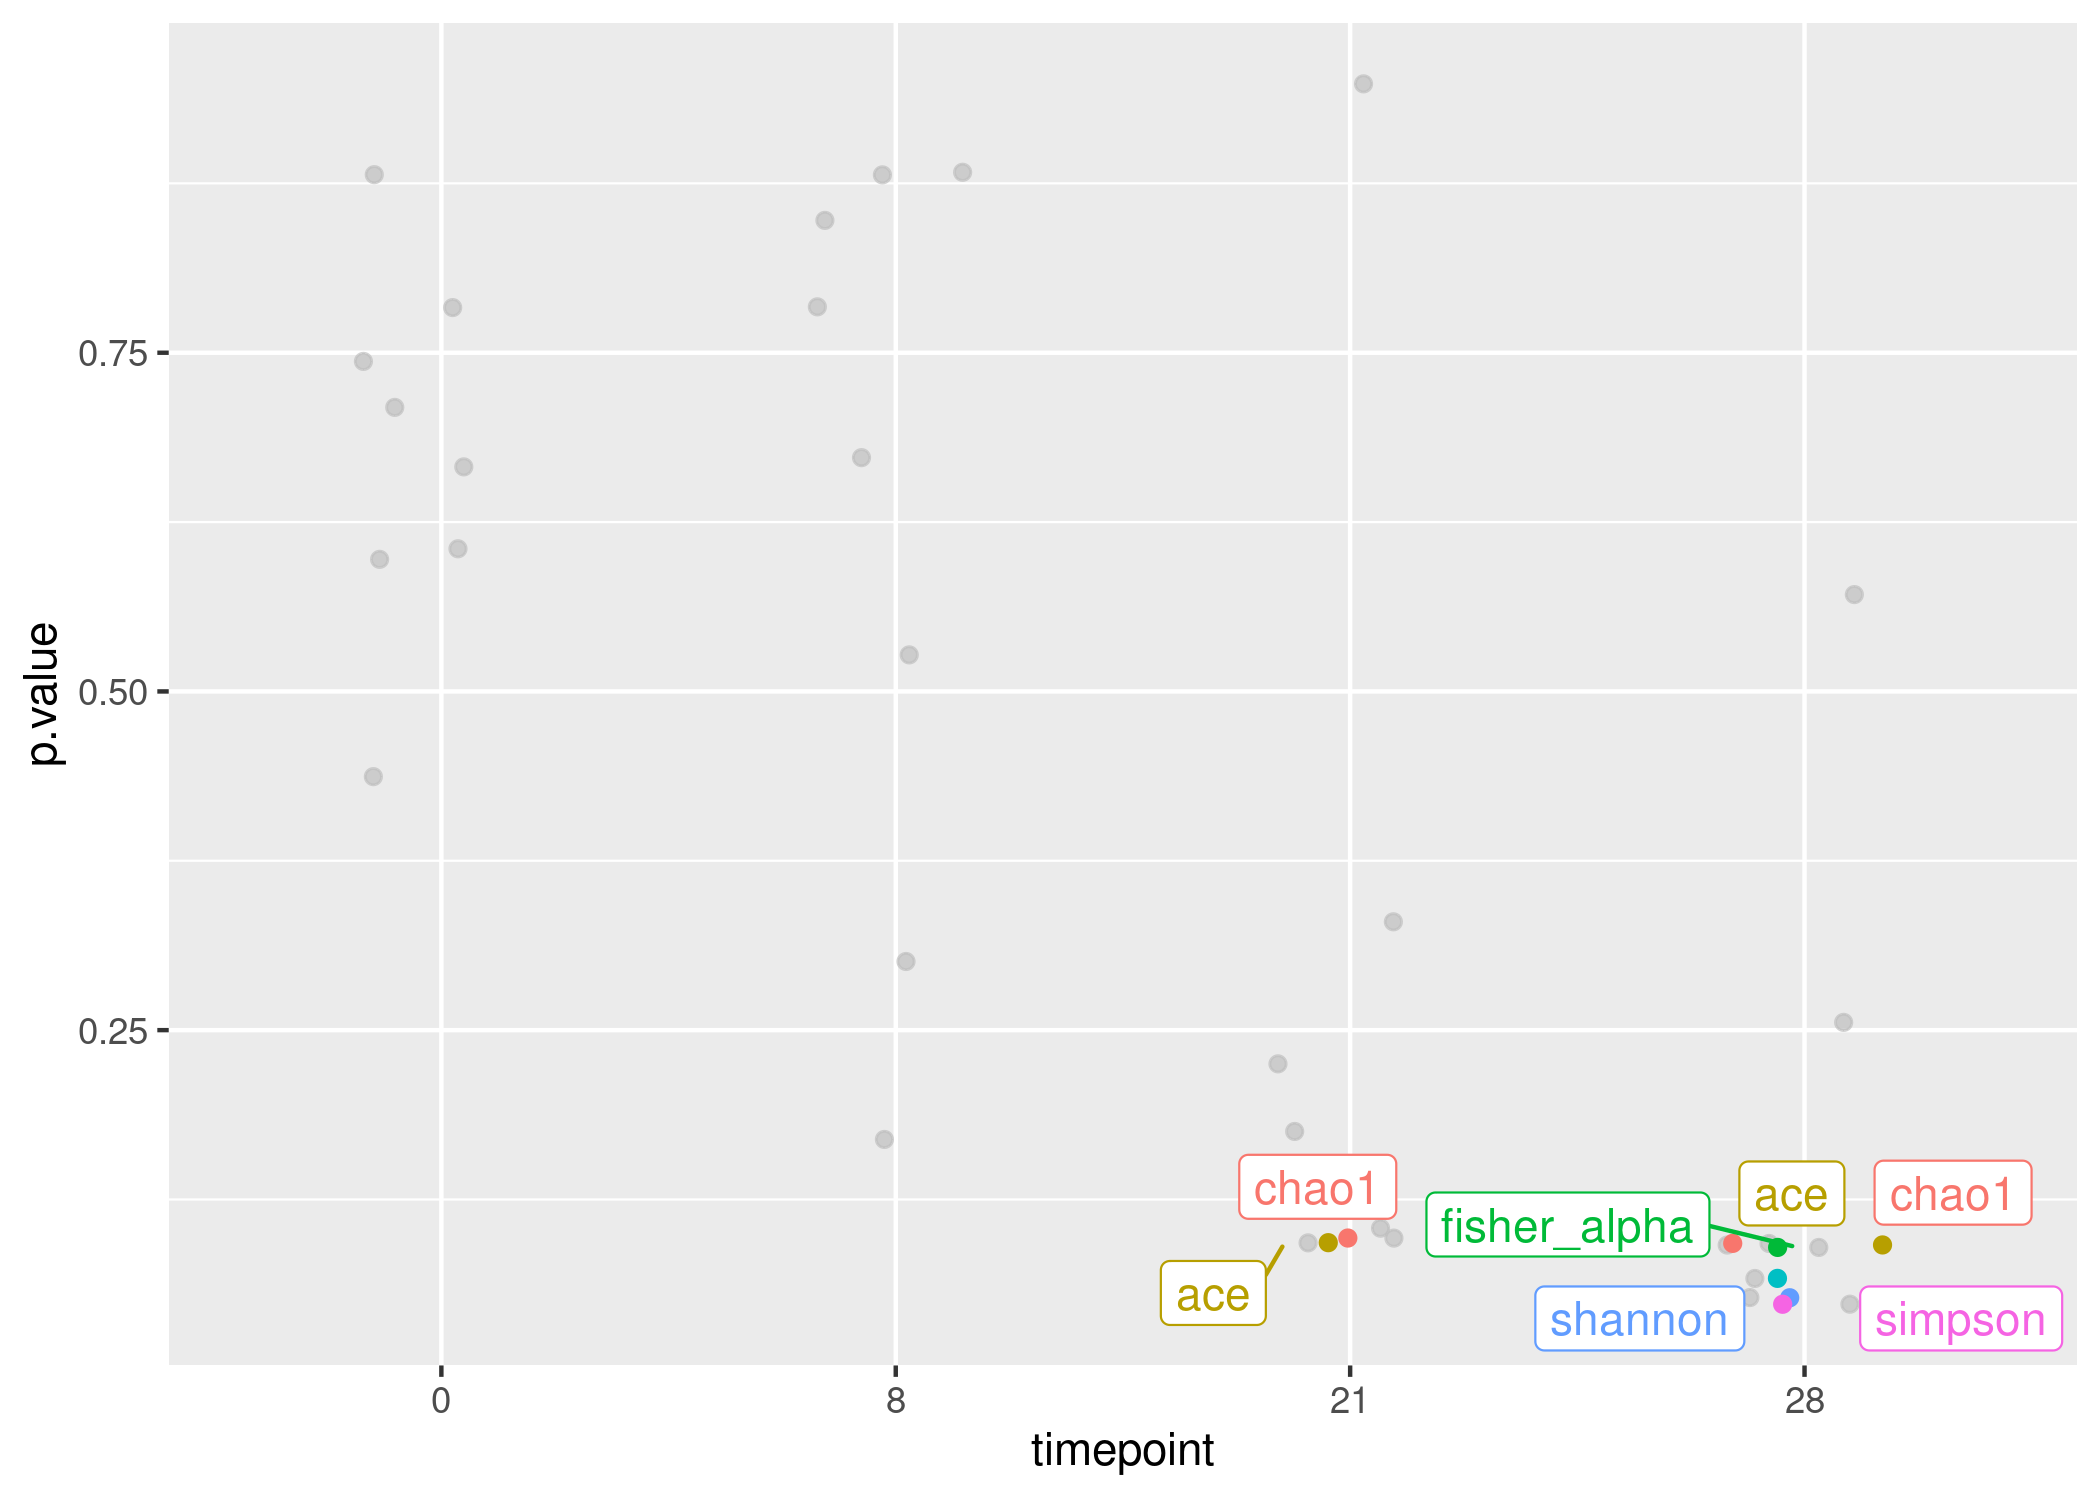 p.value
0.75
0.50
0.25
chao1
ace
chao1
fisher_alpha
ace
shannon
simpson
0
8
21
28
timepoint